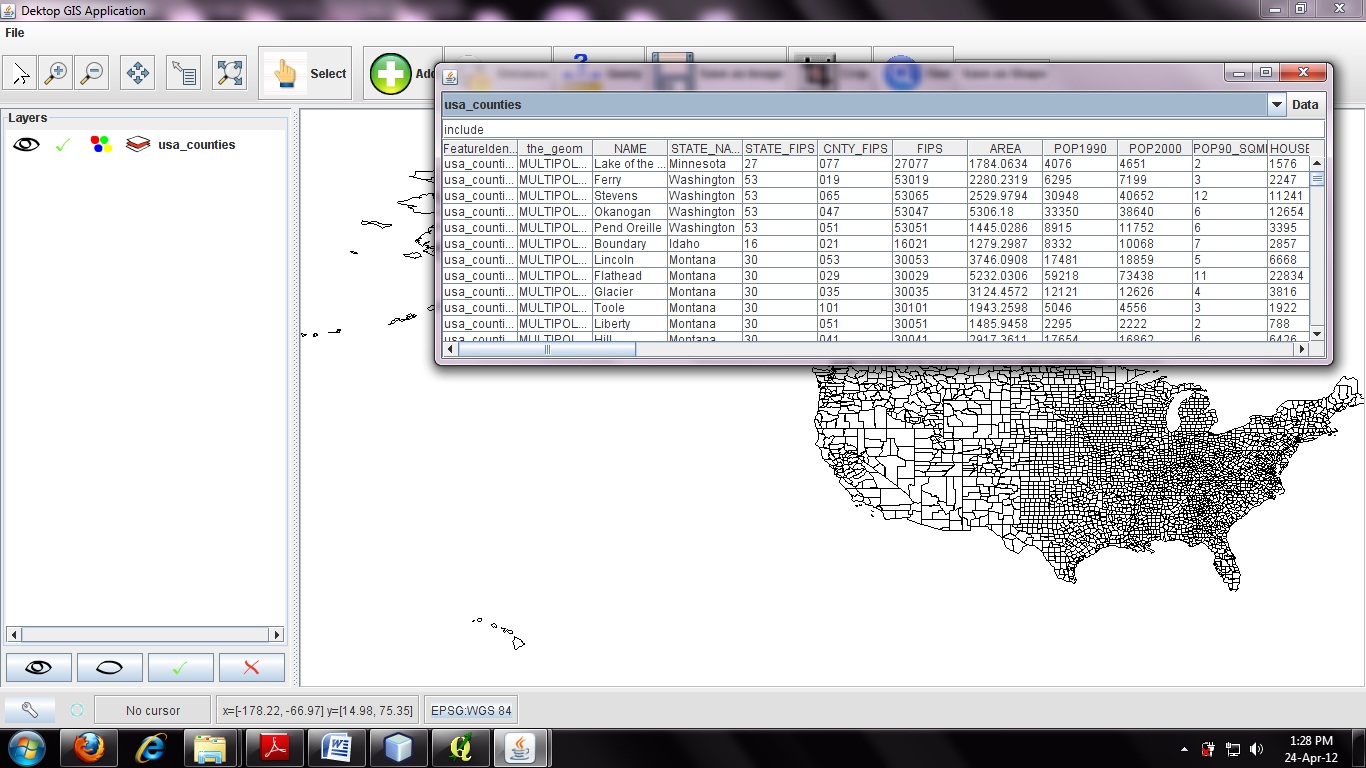 Dektop GIS Application
File
Select
Add
usa_counties
Data
include
FeatureIden... the_geom NAME STATE_NA... STATE_FIPS CNTY_FIPS FIPS AREA POP1990 POP2000 POP90_SQMI HOUSE
usa_counti... MULTIPOL... Lake of the ... Minnesota 27 077 27077 1784.0634 4076 4651 2 1576
usa_counti... MULTIPOL... Ferry Washington 53 019 53019 2280.2319 6295 7199 3 2247
usa_counti... MULTIPOL... Stevens Washington 53 065 53065 2529.9794 30948 40652 12 11241
usa_counti... MULTIPOL... Okanogan Washington 53 047 53047 5306.18 33350 38640 6 12654
usa_counti... MULTIPOL... Pend Oreille Washington 53 051 53051 1445.0286 8915 11752 6 3395
usa_counti... MULTIPOL... Boundary Idaho 16 021 16021 1279.2987 8332 10068 7 2857
usa_counti... MULTIPOL... Lincoln Montana 30 053 30053 3746.0908 17481 18859 5 6668
usa_counti... MULTIPOL... Flathead Montana 30 029 30029 5232.0306 59218 73438 11 22834
usa_counti... MULTIPOL... Glacier Montana 30 035 30035 3124.4572 12121 12626 4 3816
usa_counti... MULTIPOL... Toole Montana 30 101 30101 1943.2598 5046 4556 3 1922
usa_counti... MULTIPOL... Liberty Montana 30 051 30051 1485.9458 2295 2222 2 788
usa_counti... MULTIPOL... Hill Montana 30 041 30041 2917.3611 17654 16862 6 6426
Layers
usa_counties
No cursor
x=[-178.22, -66.97] y=[14.98, 75.35]
EPSG:WGS 84
1:28 PM
24-Apr-12